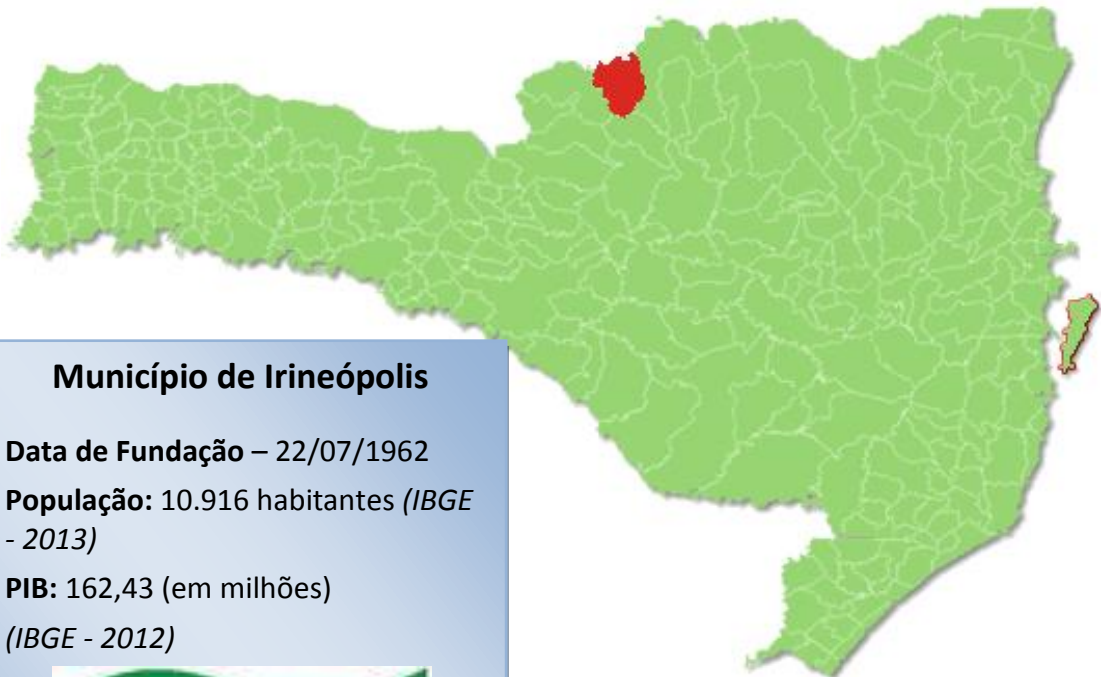 Município de Irineópolis
Data de Fundação – 22/07/1962
População: 10.916 habitantes (IBGE
- 2013)
PIB: 162,43 (em milhões)
(IBGE - 2012)